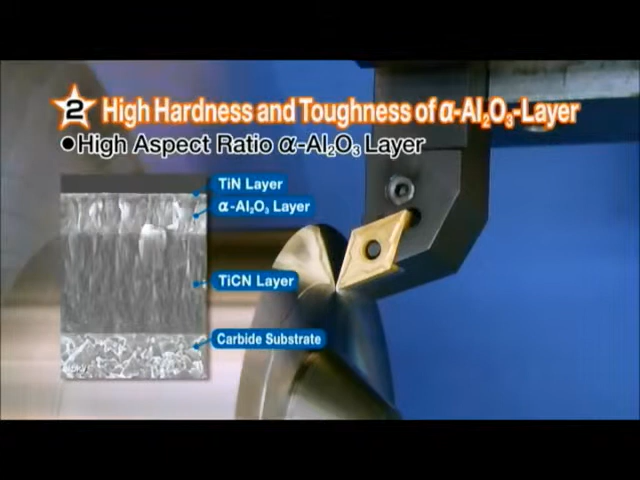 2 High Hardness and Toughness of α-Al₂O₃-Layer
●High Aspect Ratio α-Al₂O₃ Layer
TiN Layer
α-Al₂O₃ Layer
TiCN Layer
Carbide Substrate